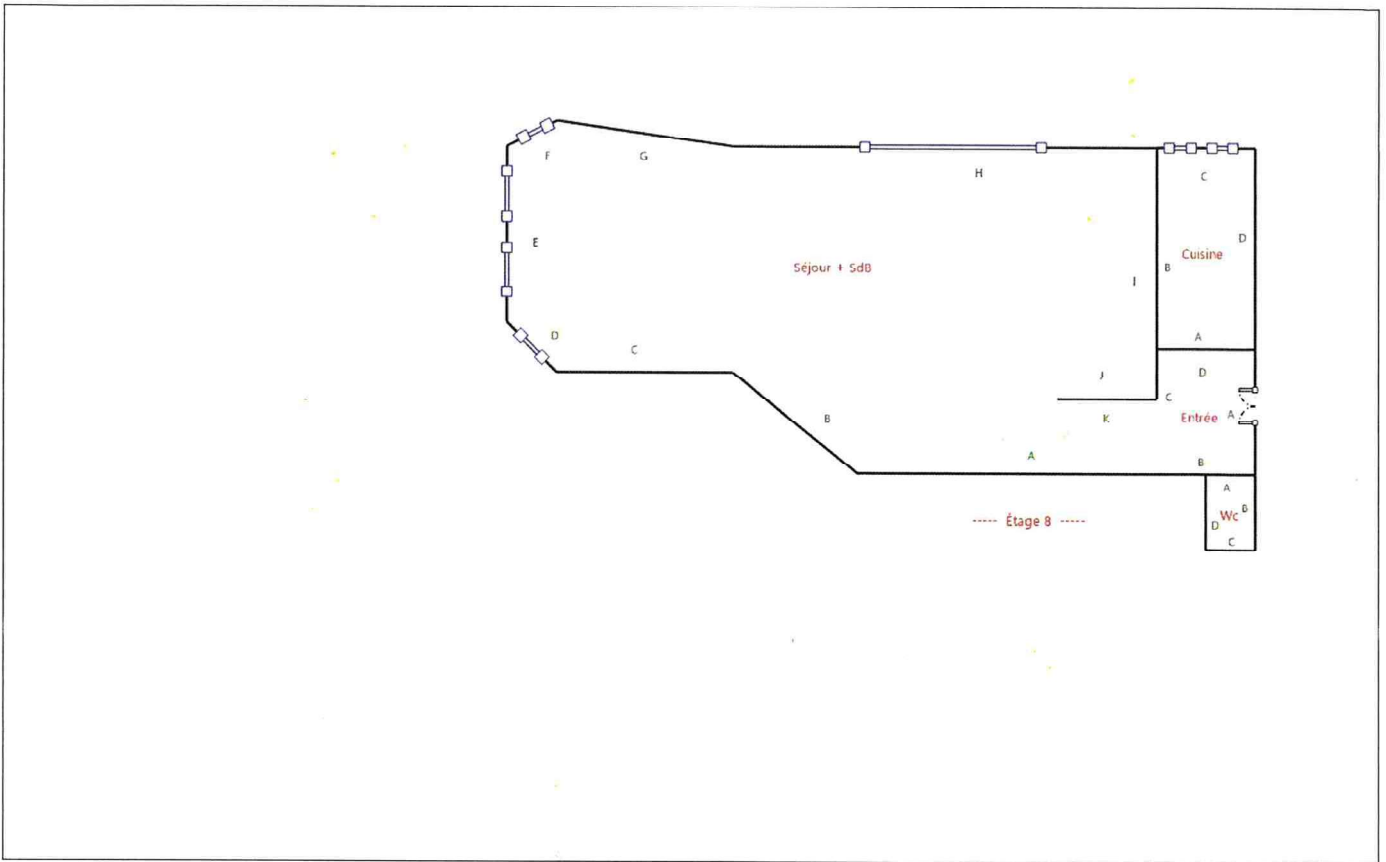 F
G
H
C
E
D
Séjour + SdB
Cuisine
B
I
D
C
A
J
D
C
Entrée
A
B
K
A
B
A
B
Wc
D
C
----- Étage 8 -----